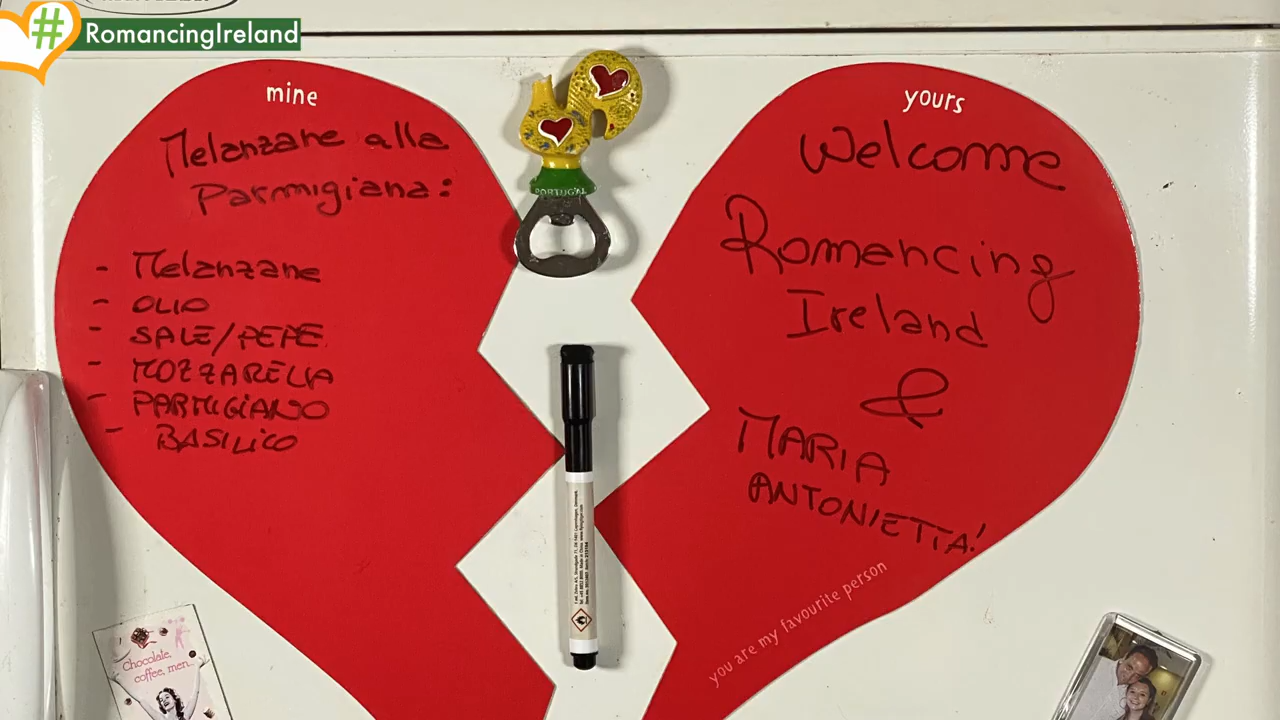 #RomancingIreland
mine
Melanzane alla
Parmigiana:
- Melanzane
- OLIO
- SALE/PEPE
- MOZZARELLA
- PARMIGIANO
- BASILICO
PORTUGAL
yours
Welcome
Romancing
Ireland
&
MARIA
ANTONIETTA!
you are my favourite person
Chocolate,
coffee, men...